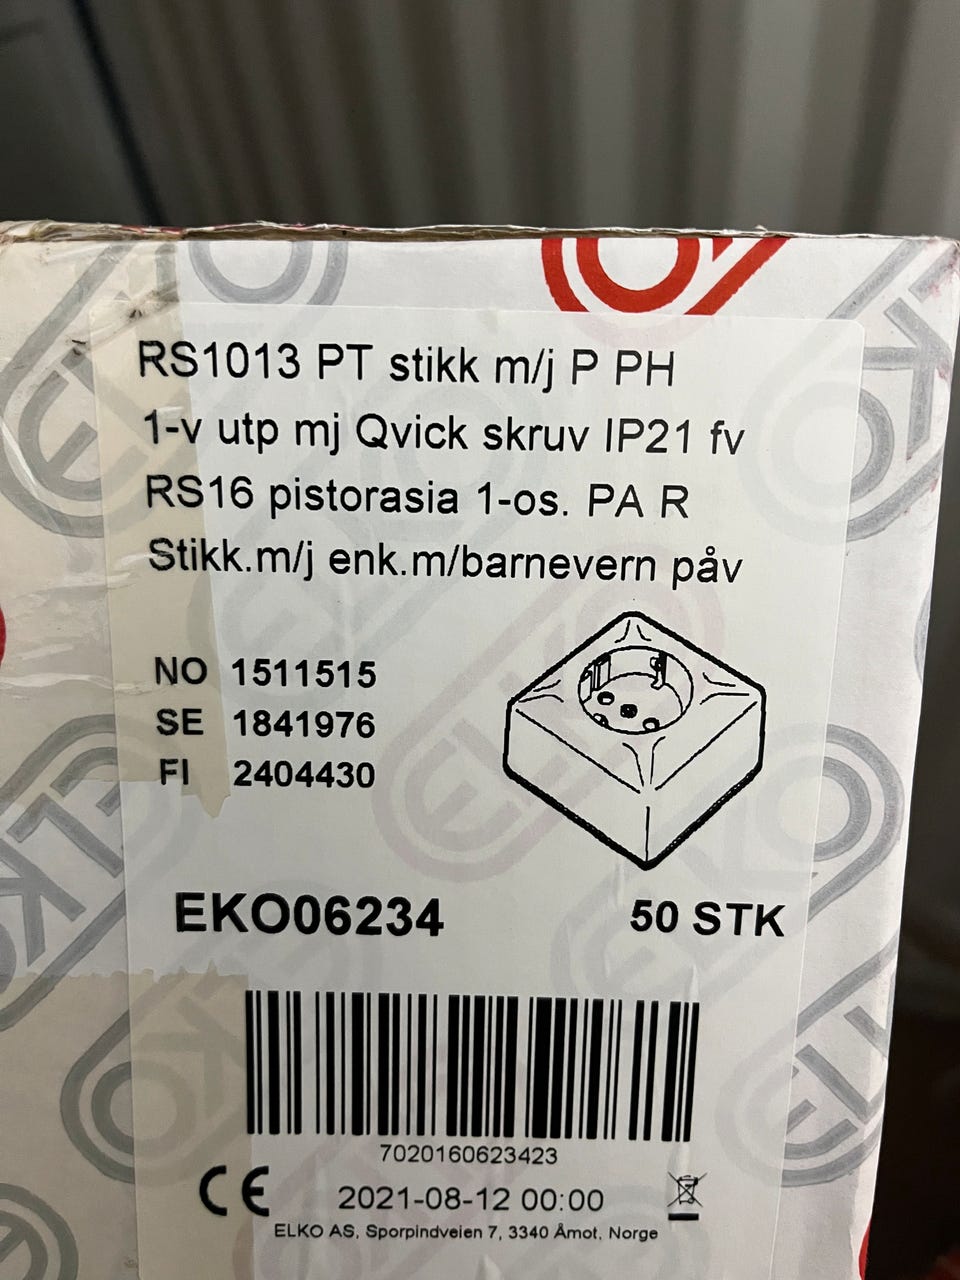 RS1013 PT stikk m/j P PH
1-v utp mj Qvick skruv IP21 fv
RS16 pistorasia 1-os. PA R
Stikk.m/j enk.m/barnevern påv
NO 1511515
SE 1841976
FI 2404430
EKO06234 50 STK
7020160623423
CE 2021-08-12 00:00
ELKO AS, Sporpindveien 7, 3340 Åmot, Norge